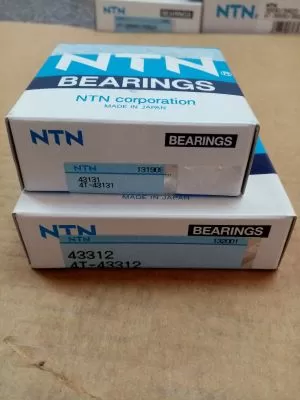 NTN
NTN
BEARINGS
NTN corporation
MADE IN JAPAN
NTN
BEARINGS
NTN
43131
4T-43131
MADE IN JAPAN
NTN
BEARINGS
NTN
132001
43312
4T-43312